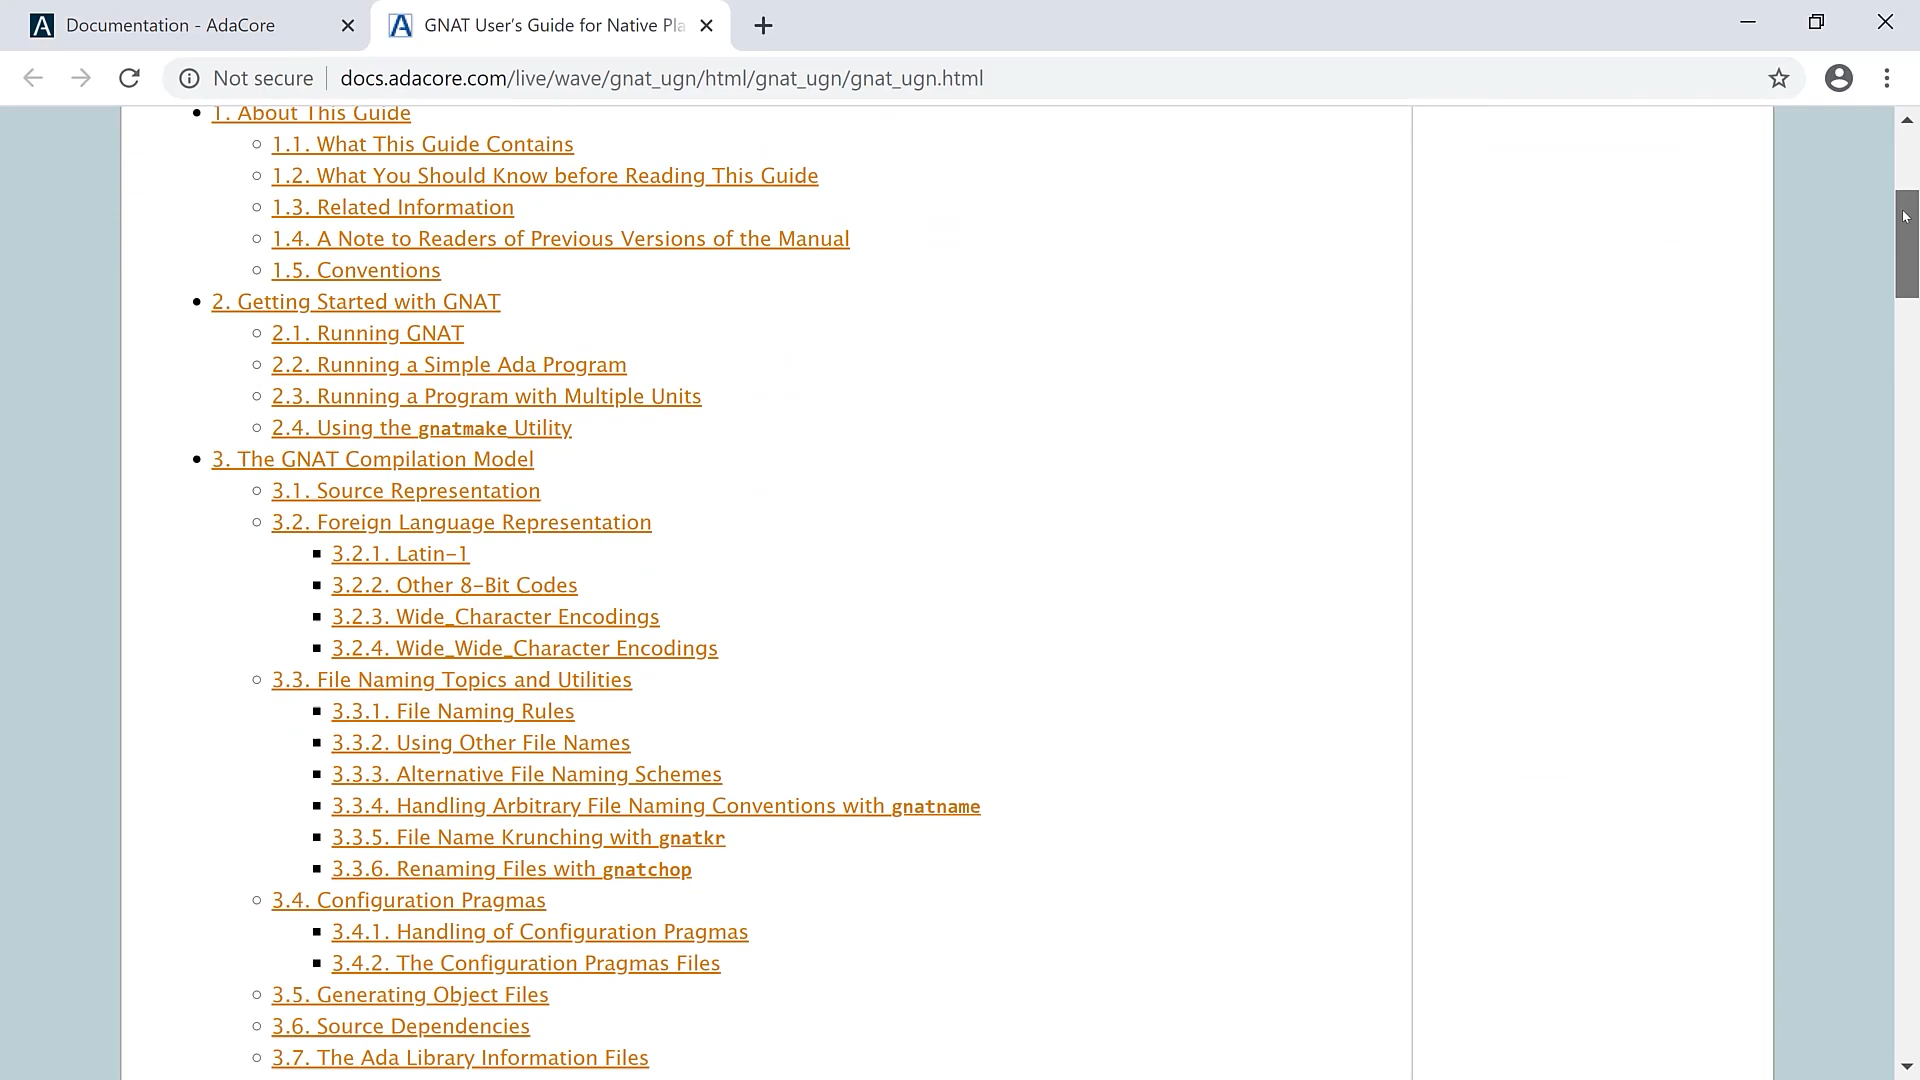 Documentation - AdaCore
GNAT User’s Guide for Native Pla
Not secure
docs.adacore.com/live/wave/gnat_ugn/html/gnat_ugn/gnat_ugn.html
1. About This Guide
1.1. What This Guide Contains
1.2. What You Should Know before Reading This Guide
1.3. Related Information
1.4. A Note to Readers of Previous Versions of the Manual
1.5. Conventions
2. Getting Started with GNAT
2.1. Running GNAT
2.2. Running a Simple Ada Program
2.3. Running a Program with Multiple Units
2.4. Using the gnatmake Utility
3. The GNAT Compilation Model
3.1. Source Representation
3.2. Foreign Language Representation
3.2.1. Latin-1
3.2.2. Other 8-Bit Codes
3.2.3. Wide_Character Encodings
3.2.4. Wide_Wide_Character Encodings
3.3. File Naming Topics and Utilities
3.3.1. File Naming Rules
3.3.2. Using Other File Names
3.3.3. Alternative File Naming Schemes
3.3.4. Handling Arbitrary File Naming Conventions with gnatname
3.3.5. File Name Krunching with gnatkr
3.3.6. Renaming Files with gnatchop
3.4. Configuration Pragmas
3.4.1. Handling of Configuration Pragmas
3.4.2. The Configuration Pragmas Files
3.5. Generating Object Files
3.6. Source Dependencies
3.7. The Ada Library Information Files